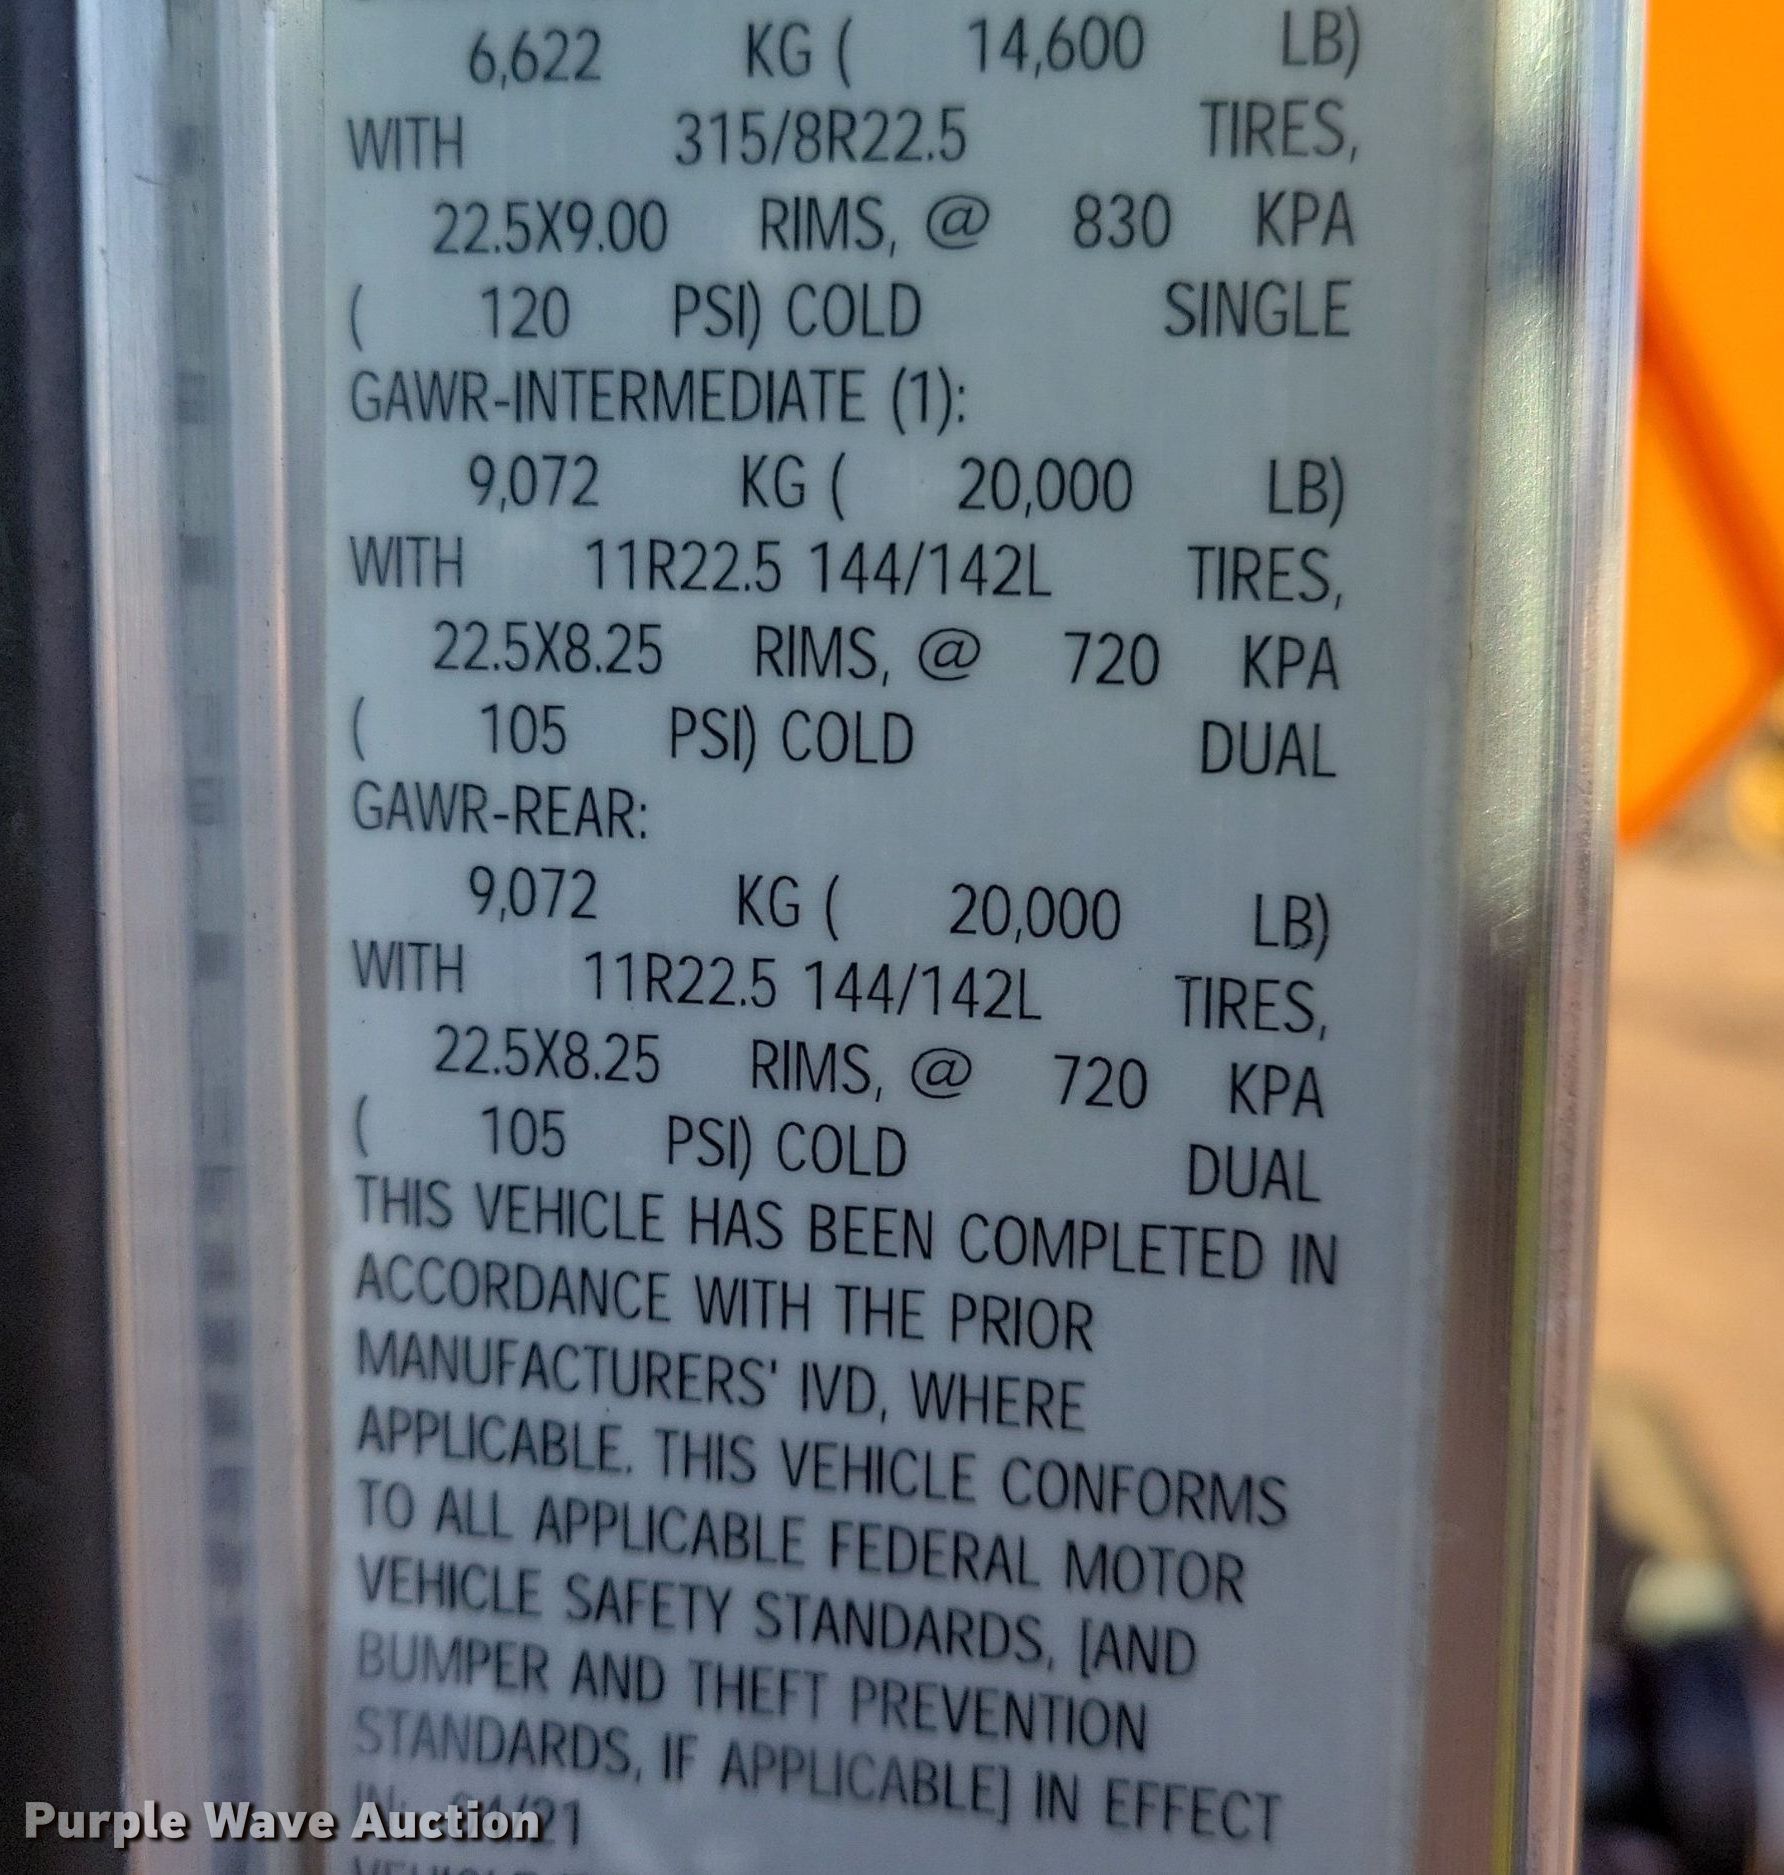 6,622 KG ( 14,600 LB)
WITH 315/8R22.5 TIRES,
22.5X9.00 RIMS, @ 830 KPA
( 120 PSI) COLD SINGLE
GAWR-INTERMEDIATE (1):
9,072 KG ( 20,000 LB)
WITH 11R22.5 144/142L TIRES,
22.5X8.25 RIMS, @ 720 KPA
( 105 PSI) COLD DUAL
GAWR-REAR:
9,072 KG ( 20,000 LB)
WITH 11R22.5 144/142L TIRES,
22.5X8.25 RIMS, @ 720 KPA
( 105 PSI) COLD DUAL
THIS VEHICLE HAS BEEN COMPLETED IN
ACCORDANCE WITH THE PRIOR
MANUFACTURERS' IVD, WHERE
APPLICABLE. THIS VEHICLE CONFORMS
TO ALL APPLICABLE FEDERAL MOTOR
VEHICLE SAFETY STANDARDS, [AND
BUMPER AND THEFT PREVENTION
STANDARDS, IF APPLICABLE] IN EFFECT
Purple Wave Auction